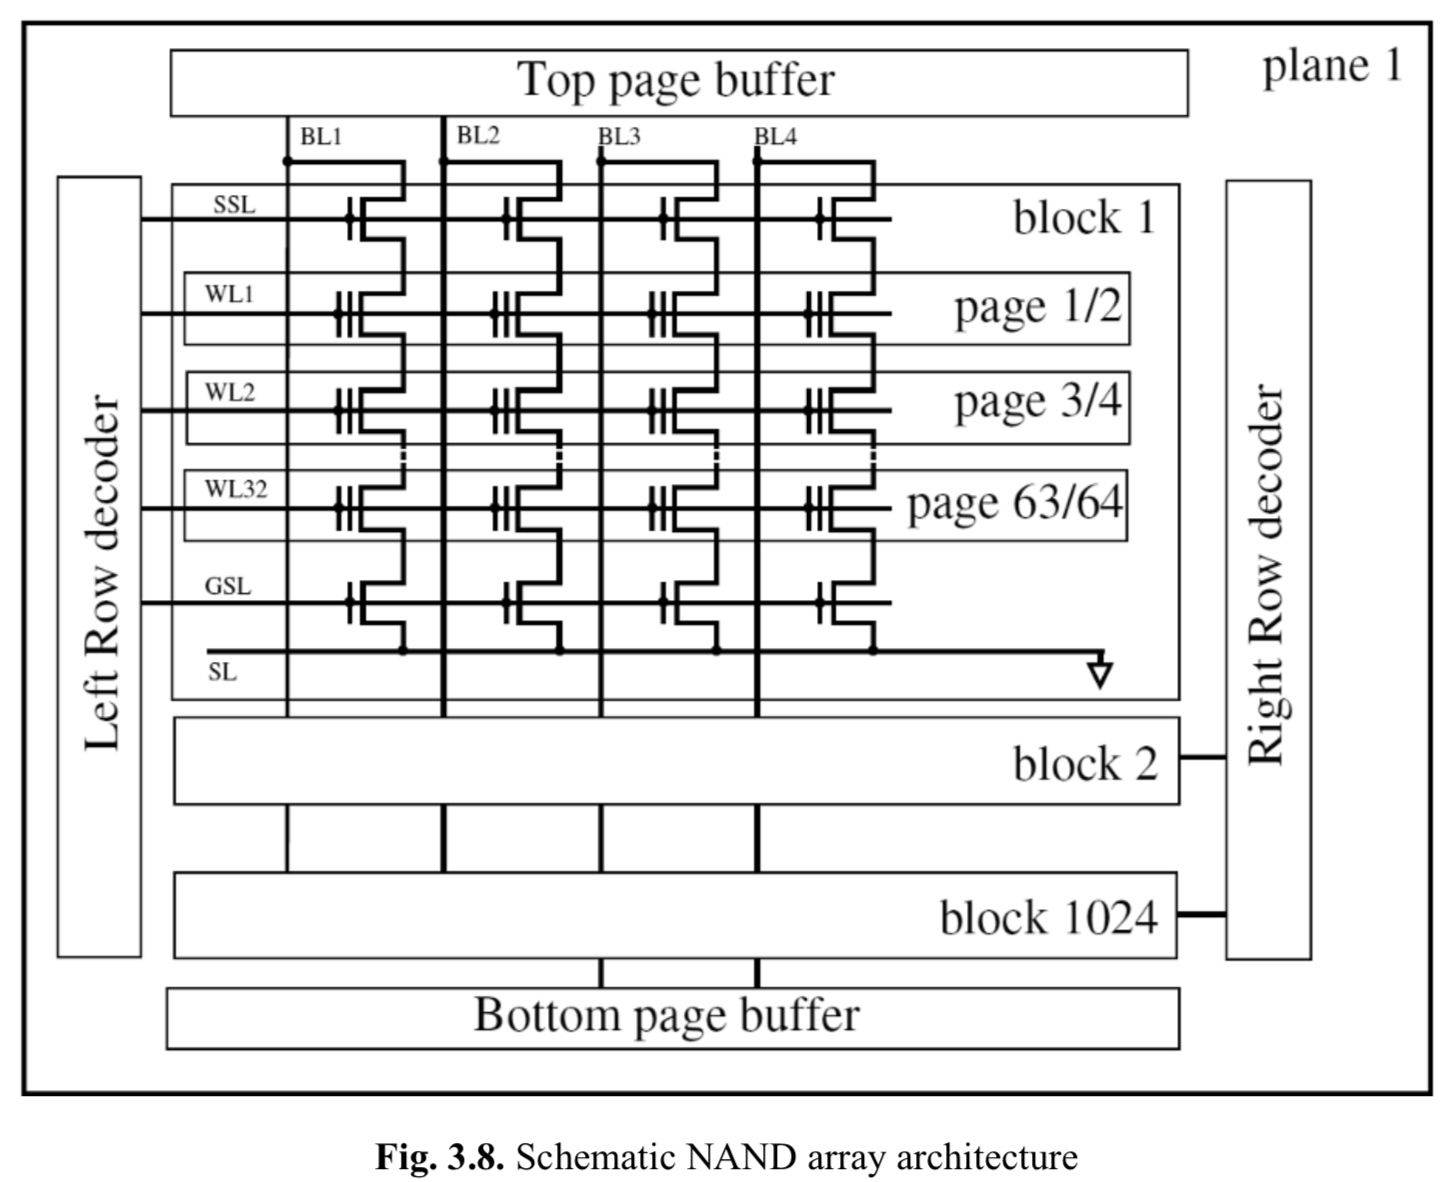 Top page buffer
plane 1
BL1
BL2
BL3
BL4
SSL
block 1
WL1
page 1/2
WL2
page 3/4
WL32
page 63/64
GSL
SL
Left Row decoder
Right Row decoder
block 2
block 1024
Bottom page buffer
Fig. 3.8. Schematic NAND array architecture